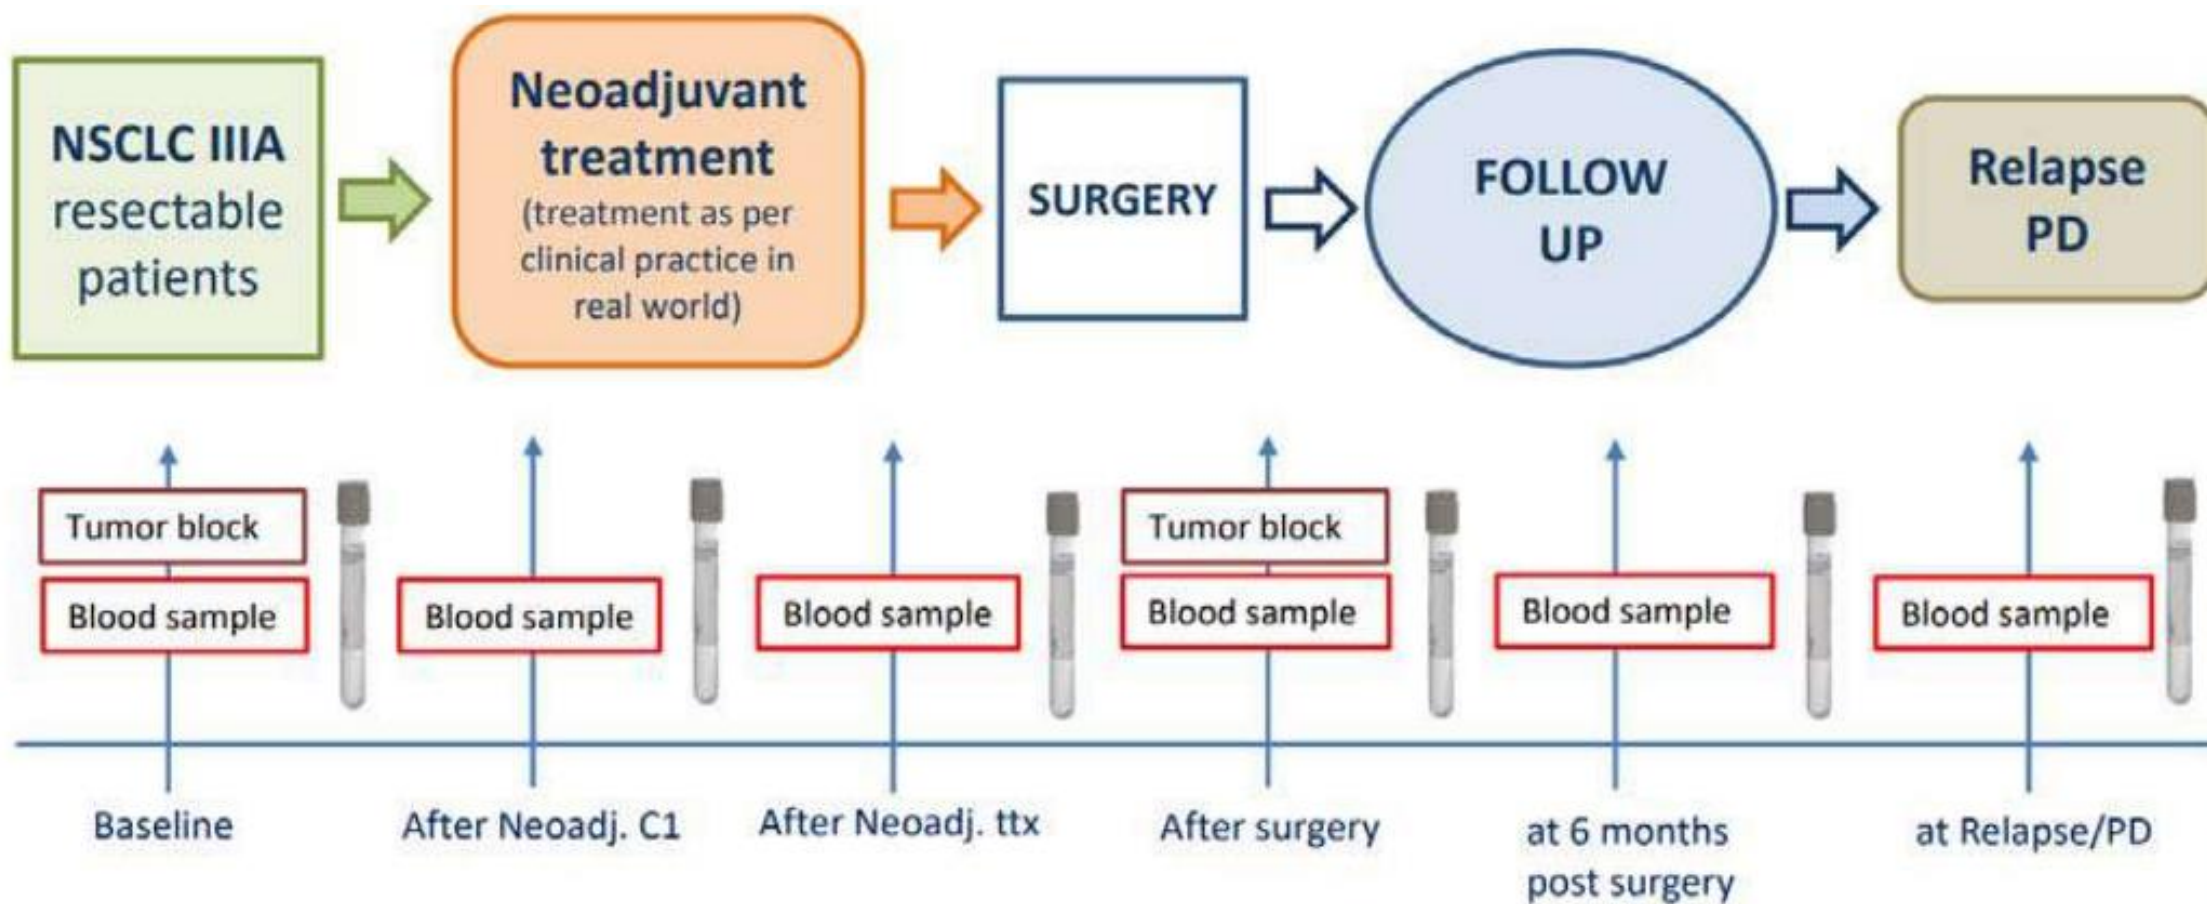 NSCLC IIIA
resectable
patients
Neoadjuvant
treatment
(treatment as per
clinical practice in
real world)
SURGERY
FOLLOW
UP
Relapse
PD
Tumor block
Blood sample
Blood sample
Blood sample
Tumor block
Blood sample
Blood sample
Blood sample
Baseline
After Neoadj. C1
After Neoadj. ttx
After surgery
at 6 months
post surgery
at Relapse/PD